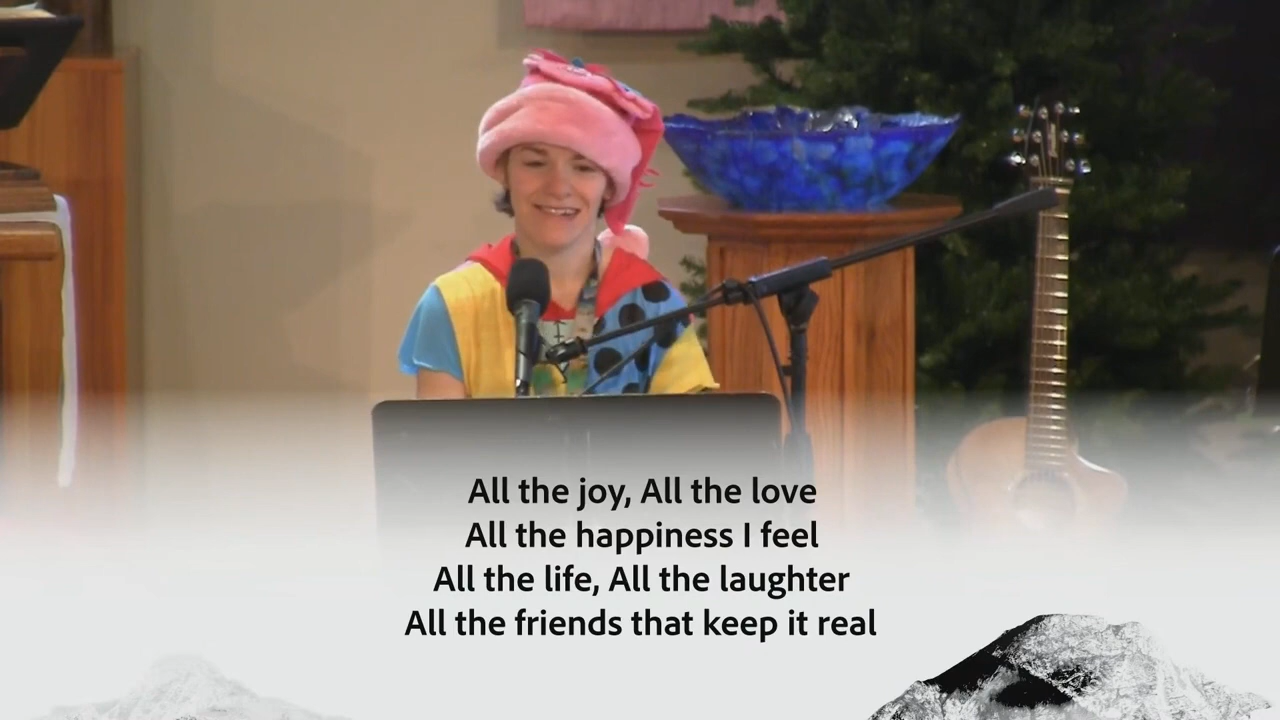 All the joy, All the love
All the happiness I feel
All the life, All the laughter
All the friends that keep it real